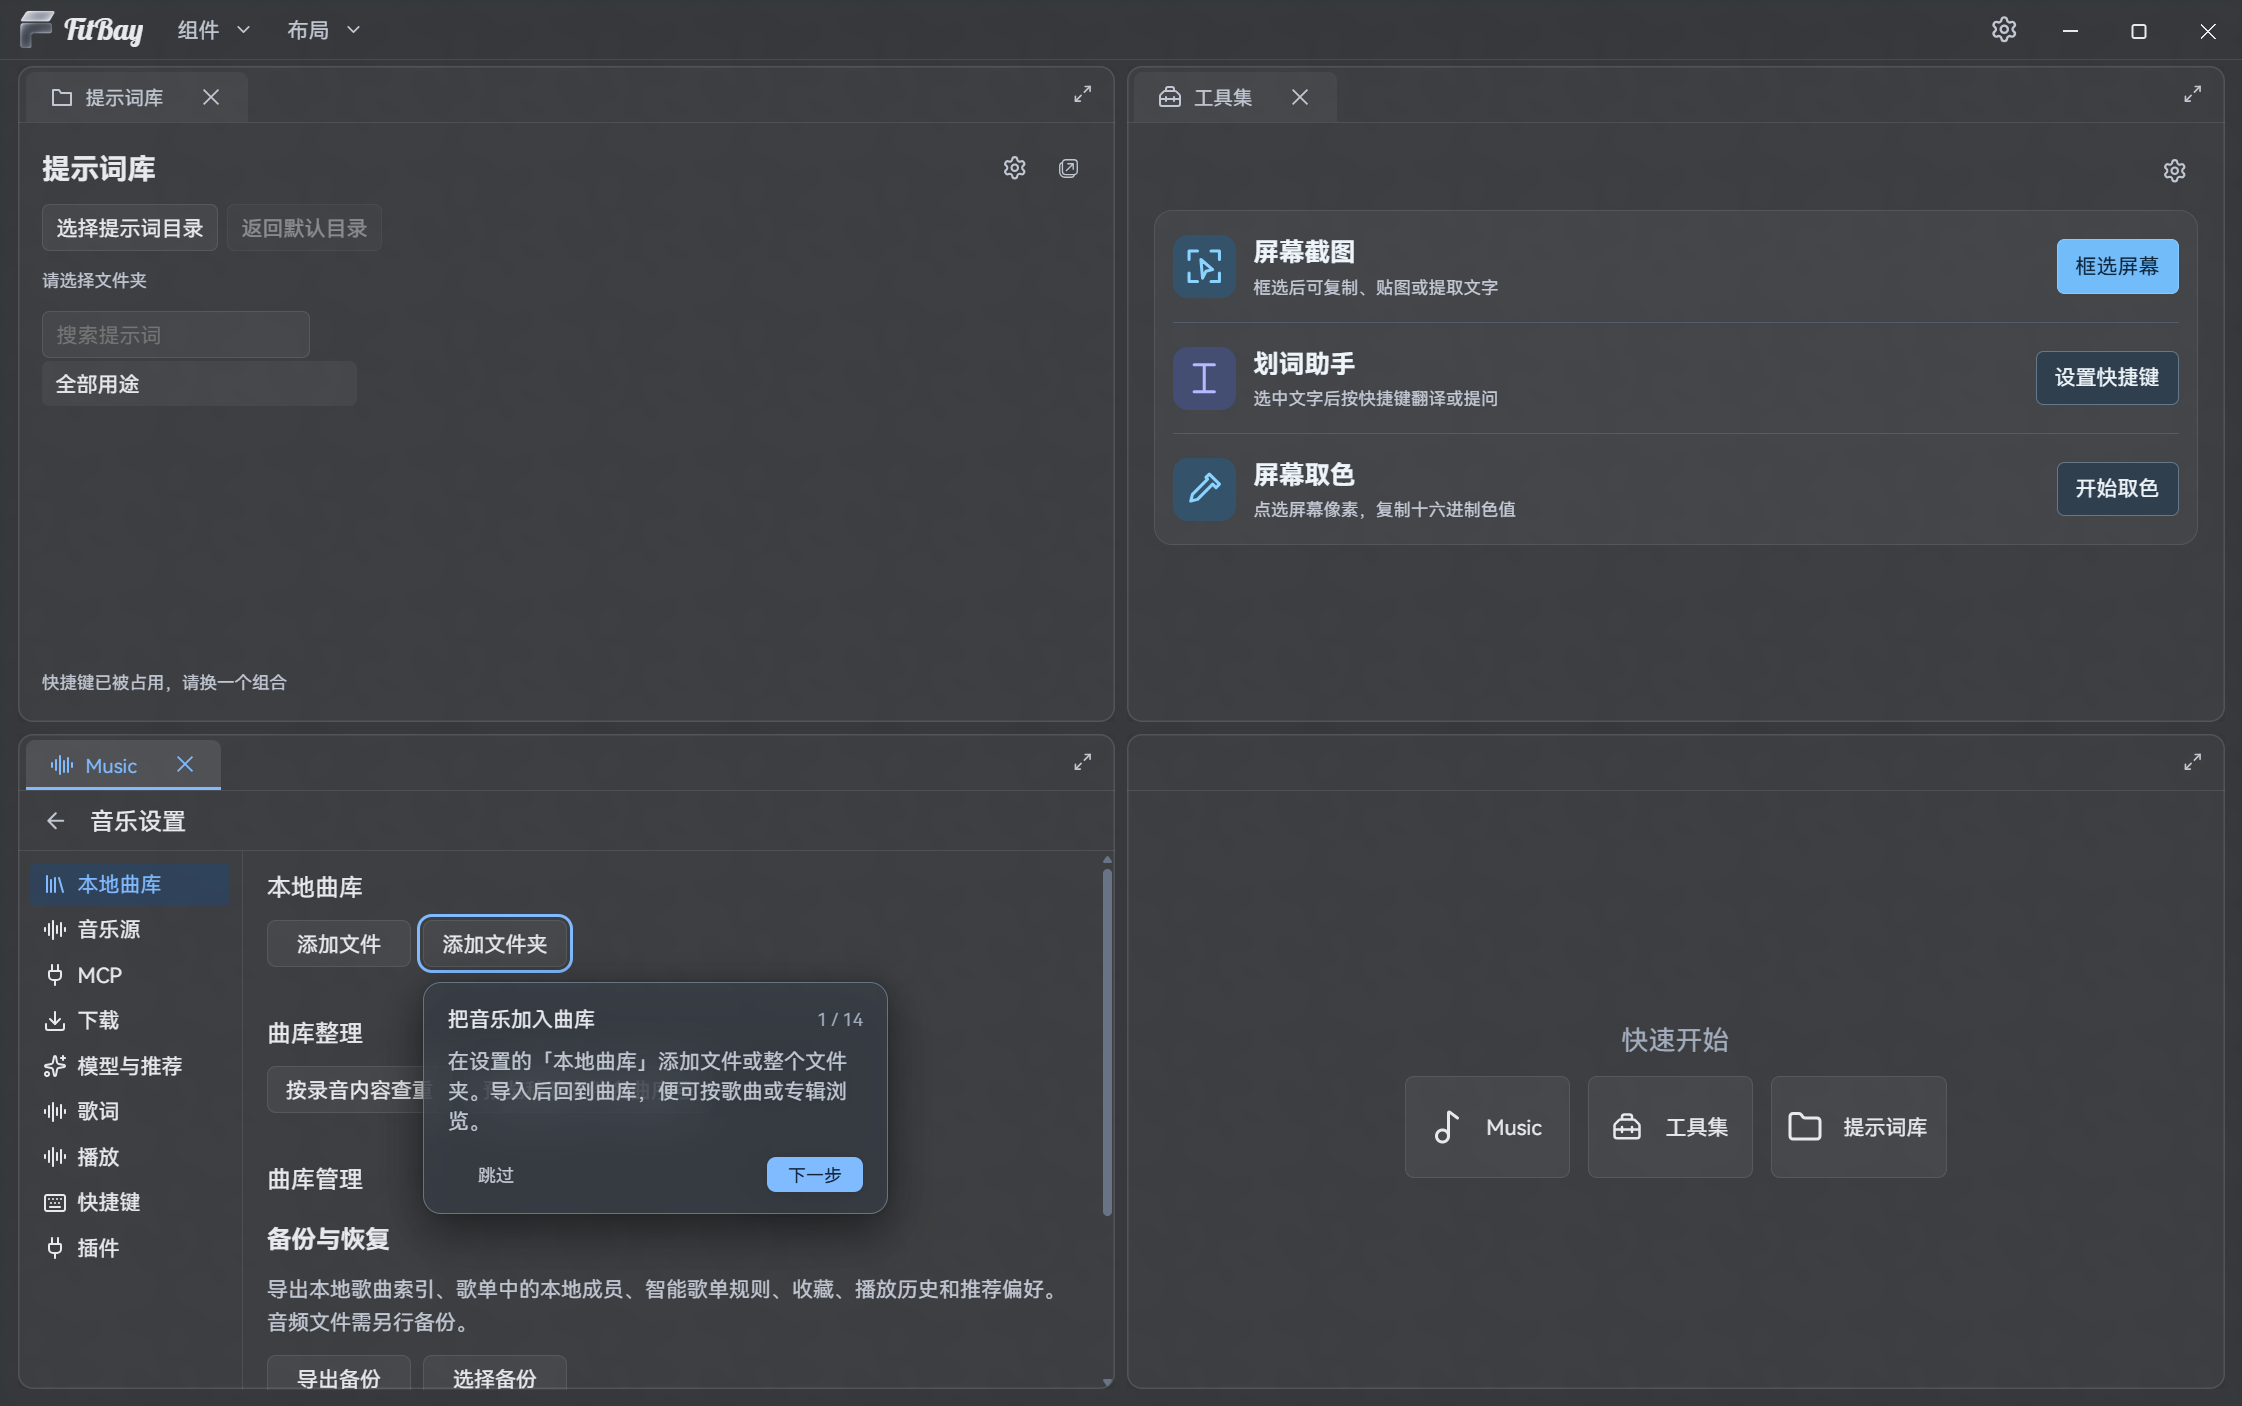 FitBay 组件 布局
提示词库
提示词库
选择提示词目录 返回默认目录
请选择文件夹
搜索提示词
全部用途
快捷键已被占用，请换一个组合
工具集
屏幕截图
框选后可复制、贴图或提取文字
框选屏幕
划词助手
选中文字后按快捷键翻译或提问
设置快捷键
屏幕取色
点选屏幕像素，复制十六进制色值
开始取色
Music
音乐设置
本地曲库
音乐源
MCP
下载
模型与推荐
歌词
播放
快捷键
插件
本地曲库
添加文件 添加文件夹
曲库整理
按录音内容查重
曲库管理
备份与恢复
导出本地歌曲索引、歌单中的本地成员、智能歌单规则、收藏、播放历史和推荐偏好。
音频文件需另行备份。
导出备份 选择备份
把音乐加入曲库 1 / 14
在设置的「本地曲库」添加文件或整个文件
夹。导入后回到曲库，便可按歌曲或专辑浏
览。
跳过 下一步
快速开始
Music 工具集 提示词库